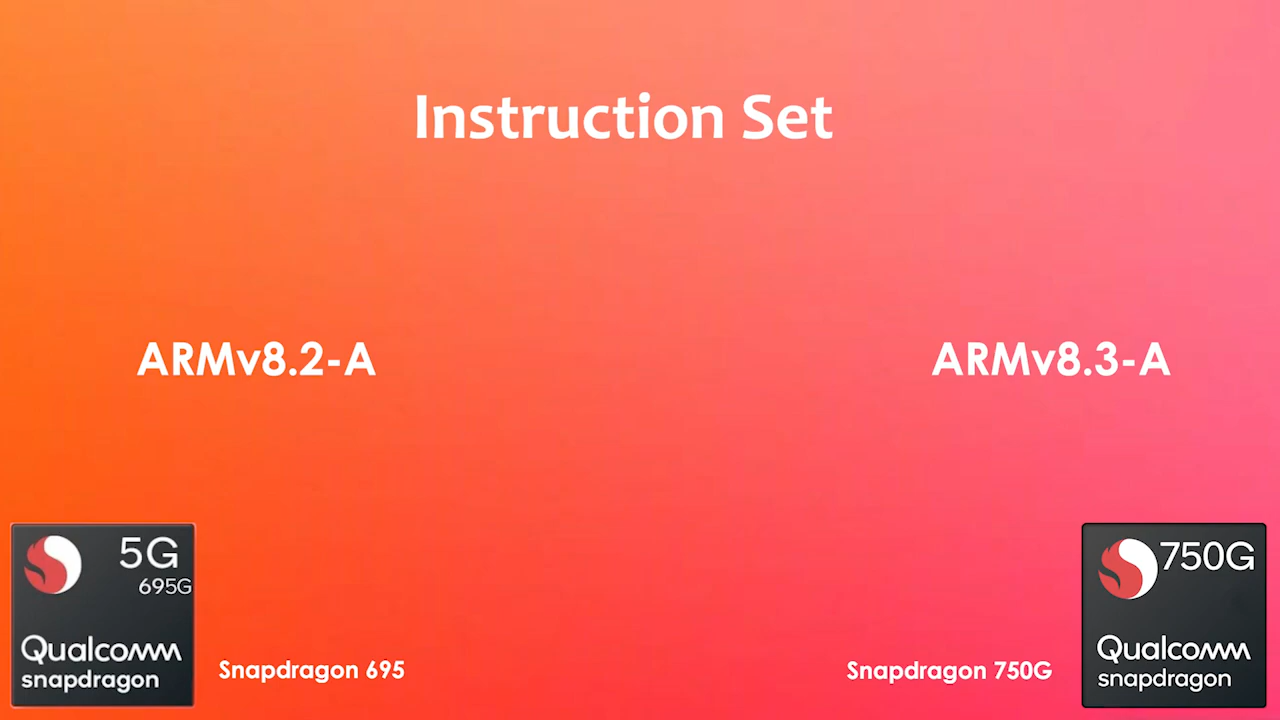 Instruction Set
ARMv8.2-A
ARMv8.3-A
5G
695G
Qualcomm
snapdragon
Snapdragon 695
Snapdragon 750G
750G
Qualcomm
snapdragon